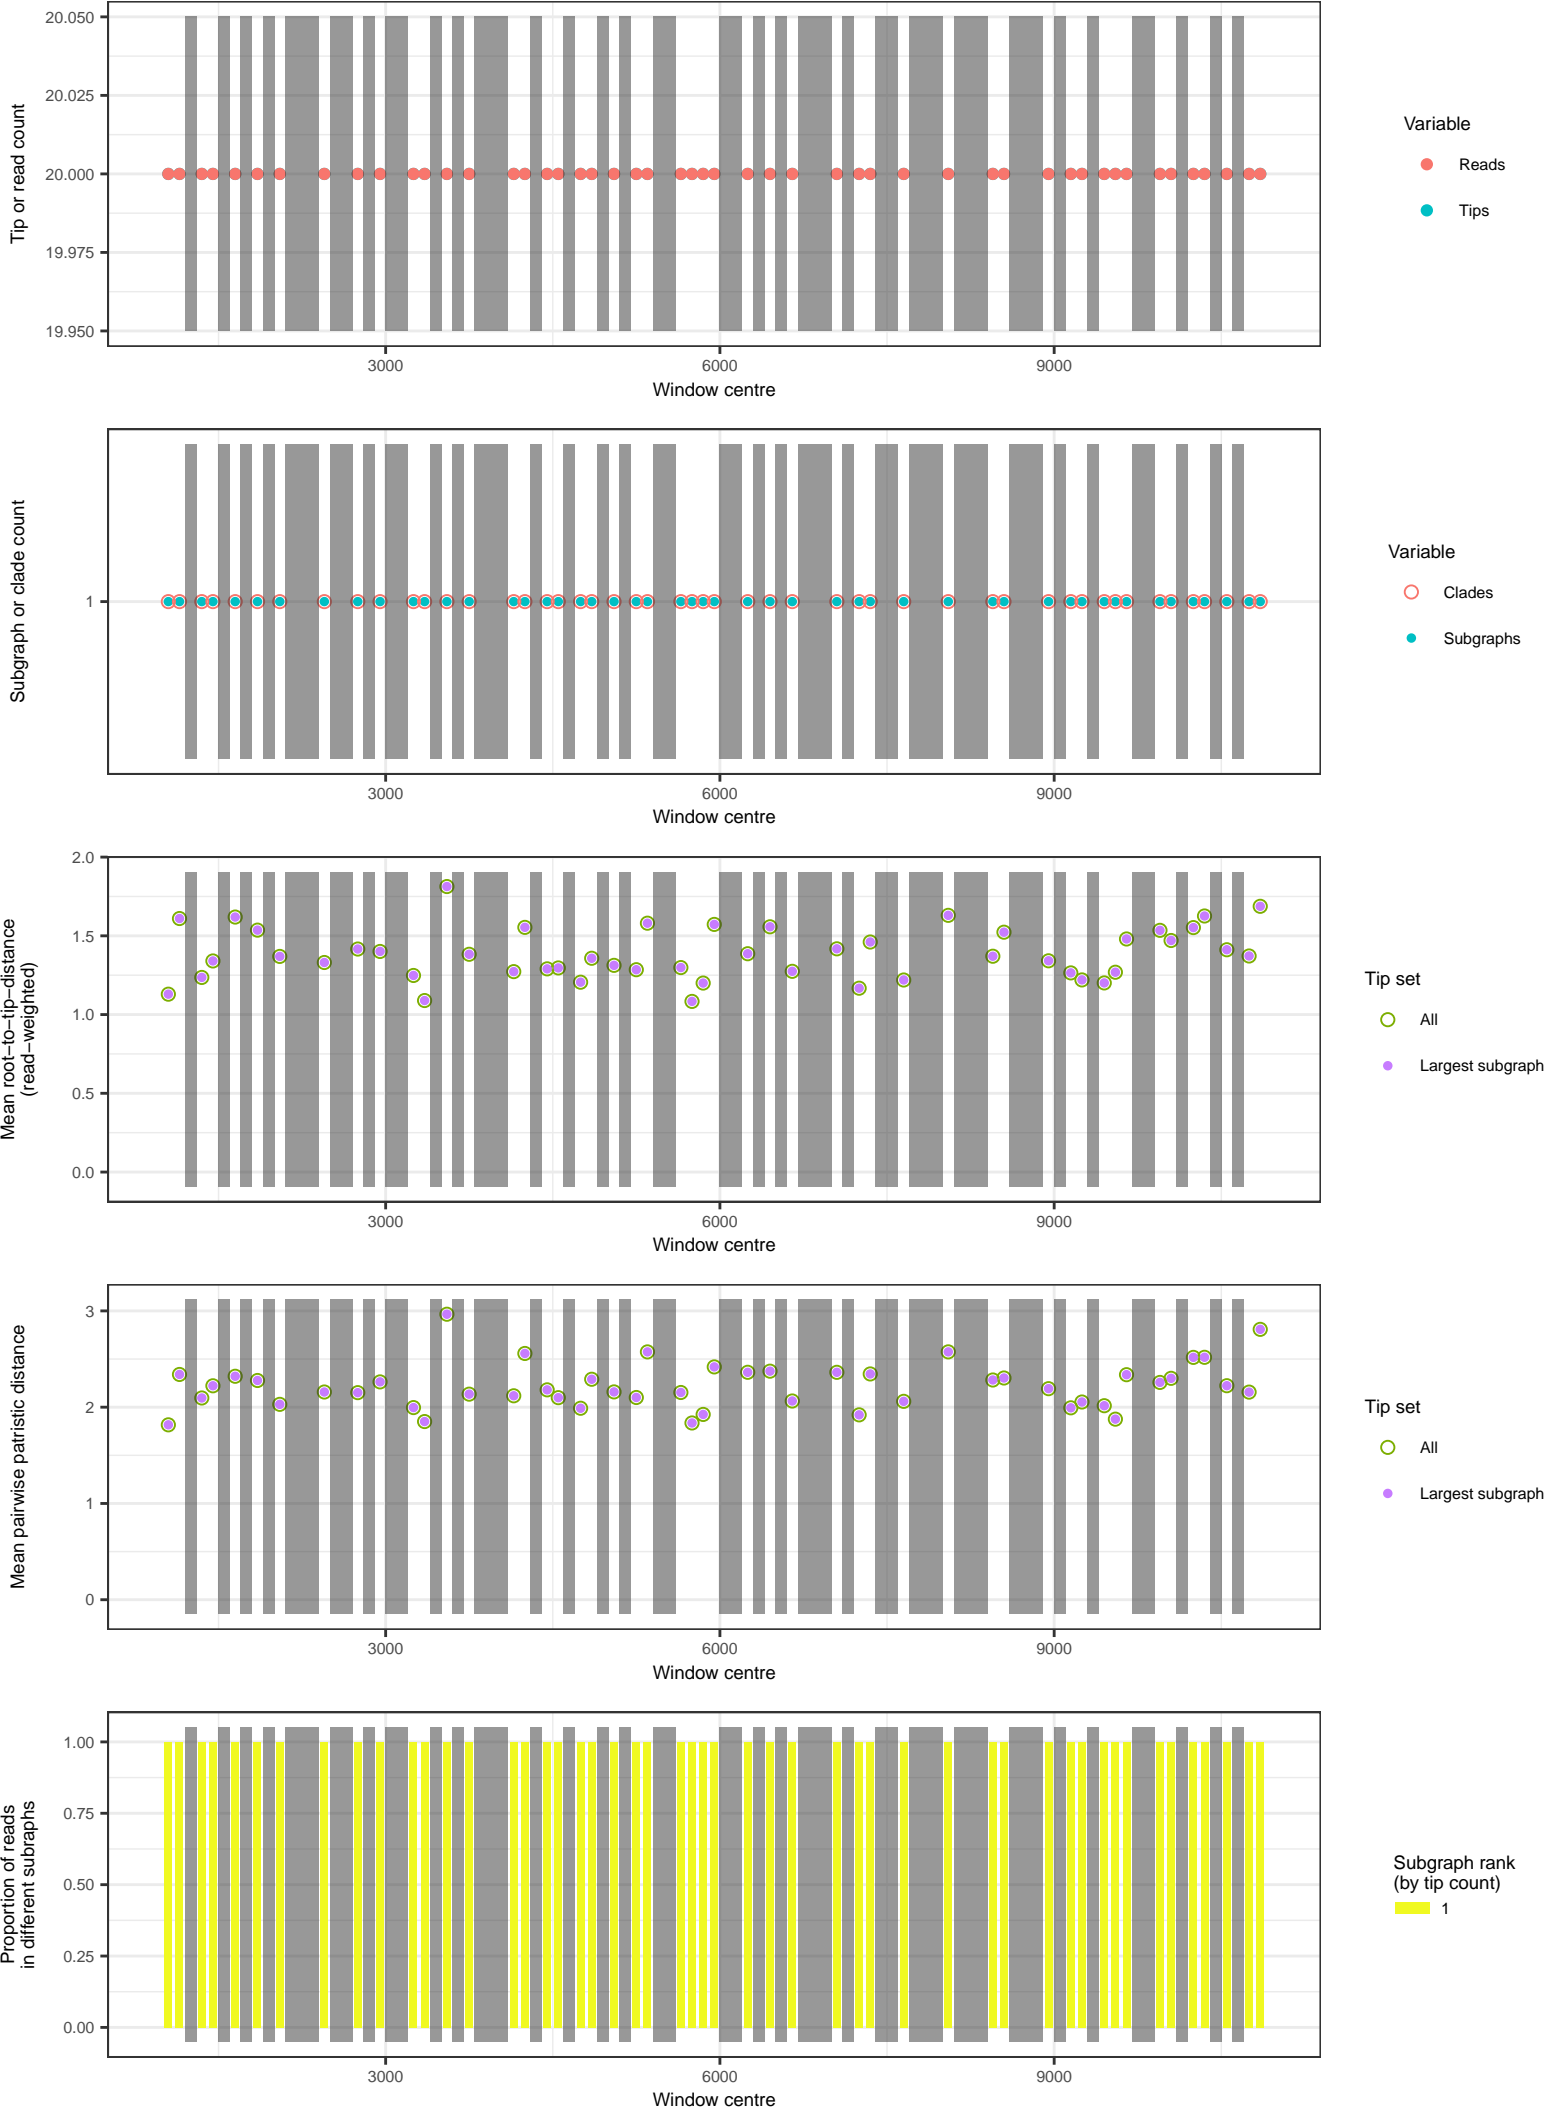 20.050
20.025
20.000
19.975
19.950
Tip or read count
3000
6000
9000
Window centre
Variable
Reads
Tips
1
Subgraph or clade count
3000
6000
9000
Window centre
Variable
Clades
Subgraphs
2.0
1.5
1.0
0.5
0.0
Mean root−to−tip−distance
(read−weighted)
3000
6000
9000
Window centre
Tip set
All
Largest subgraph
3
2
1
0
Mean pairwise patristic distance
3000
6000
9000
Window centre
Tip set
All
Largest subgraph
1.00
0.75
0.50
0.25
0.00
Proportion of reads
in different subraphs
3000
6000
9000
Window centre
Subgraph rank
(by tip count)
1